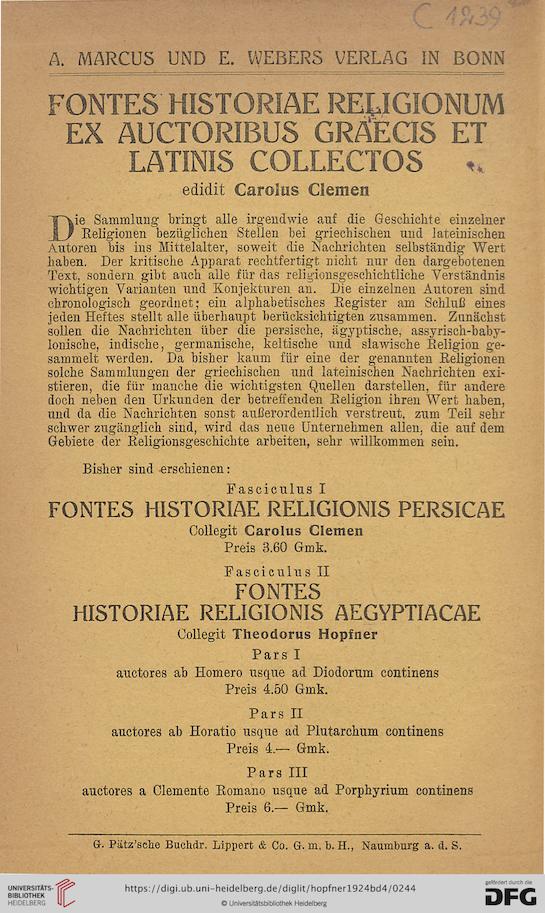 C 1239
A. MARCUS UND E. WEBERS VERLAG IN BONN
FONTES HISTORIAE RELIGIONUM
EX AUCTORIBUS GRAECIS ET
LATINIS COLLECTOS
edidit Carolus Clemen
Die Sammlung bringt alle irgendwie auf die Geschichte einzelner
Religionen bezüglichen Stellen bei griechischen und lateinischen
Autoren bis ins Mittelalter, soweit die Nachrichten selbständig Wert
haben. Der kritische Apparat rechtfertigt nicht nur den dargebotenen
Text, sondern gibt auch alle für das religionsgeschichtliche Verständnis
wichtigen Varianten und Konjekturen an. Die einzelnen Autoren sind
chronologisch geordnet; ein alphabetisches Register am Schluß eines
jeden Heftes stellt alle überhaupt berücksichtigten zusammen. Zunächst
sollen die Nachrichten über die persische, ägyptische, assyrisch-baby-
lonische, indische, germanische, keltische und slawische Religion ge-
sammelt werden. Da bisher kaum für eine der genannten Religionen
solche Sammlungen der griechischen und lateinischen Nachrichten exi-
stieren, die für manche die wichtigsten Quellen darstellen, für andere
doch neben den Urkunden der betreffenden Religion ihren Wert haben,
und da die Nachrichten sonst außerordentlich verstreut, zum Teil sehr
schwer zugänglich sind, wird das neue Unternehmen allen, die auf dem
Gebiete der Religionsgeschichte arbeiten, sehr willkommen sein.
Bisher sind erschienen:
Fasciculus I
FONTES HISTORIAE RELIGIONIS PERSICAE
Collegit Carolus Clemen
Preis 3.60 Gmk.
Fasciculus II
FONTES
HISTORIAE RELIGIONIS AEGYPTIACAE
Collegit Theodorus Hopfner
Pars I
auctores ab Homero usque ad Diodorum continens
Preis 4.50 Gmk.
Pars II
auctores ab Horatio usque ad Plutarchum continens
Preis 4.— Gmk.
Pars III
auctores a Clemente Romano usque ad Porphyrium continens
Preis 6.— Gmk.
G. Pätz'sche Buchdr. Lippert & Co. G. m. b. H., Naumburg a. d. S.
UNIVERSITÄTS-
BIBLIOTHEK
HEIDELBERG
https://digi.ub.uni-heidelberg.de/diglit/hopfner1924bd4/0244
© Universitätsbibliothek Heidelberg
gefördert durch die
DFG